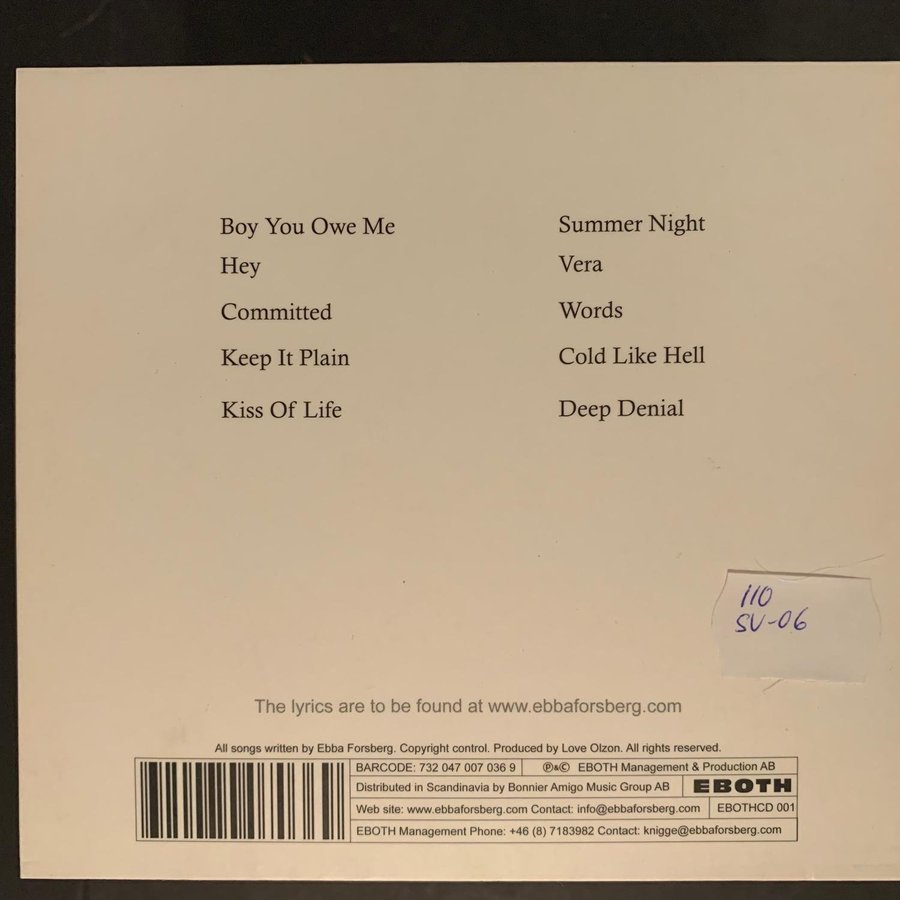 Boy You Owe Me
Hey
Committed
Keep It Plain
Kiss Of Life
Summer Night
Vera
Words
Cold Like Hell
Deep Denial
110
SV-06
The lyrics are to be found at www.ebbaforsberg.com
All songs written by Ebba Forsberg. Copyright control. Produced by Love Olzon. All rights reserved.
BARCODE: 732 047 007 036 9 ℗&© EBOTH Management & Production AB
Distributed in Scandinavia by Bonnier Amigo Music Group AB EBOTH
Web site: www.ebbaforsberg.com Contact: info@ebbaforsberg.com EBOTHCD 001
EBOTH Management Phone: +46 (8) 7183982 Contact: knigge@ebbaforsberg.com